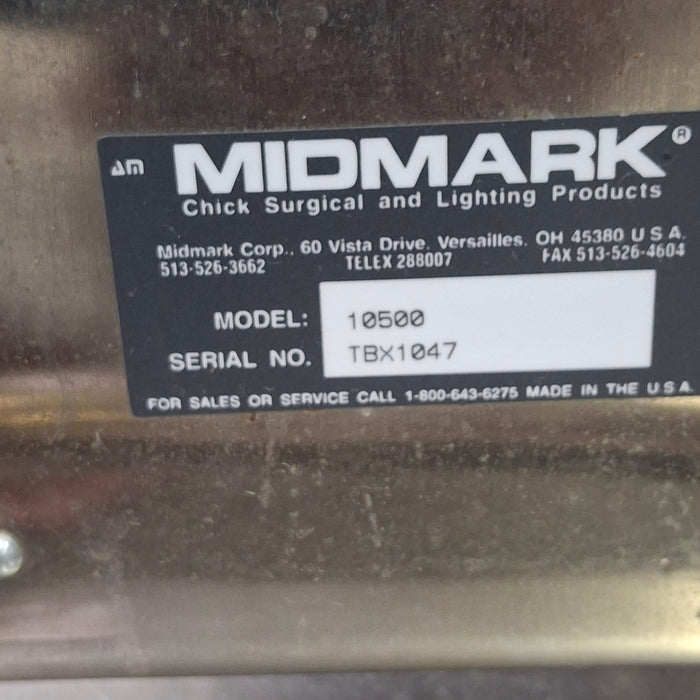 am MIDMARK®
Chick Surgical and Lighting Products
Midmark Corp., 60 Vista Drive, Versailles, OH 45380 U S A.
513-526-3662 TELEX 288007 FAX 513-526-4604
MODEL: 10500
SERIAL NO. TBX1047
FOR SALES OR SERVICE CALL 1-800-643-6275 MADE IN THE U S A